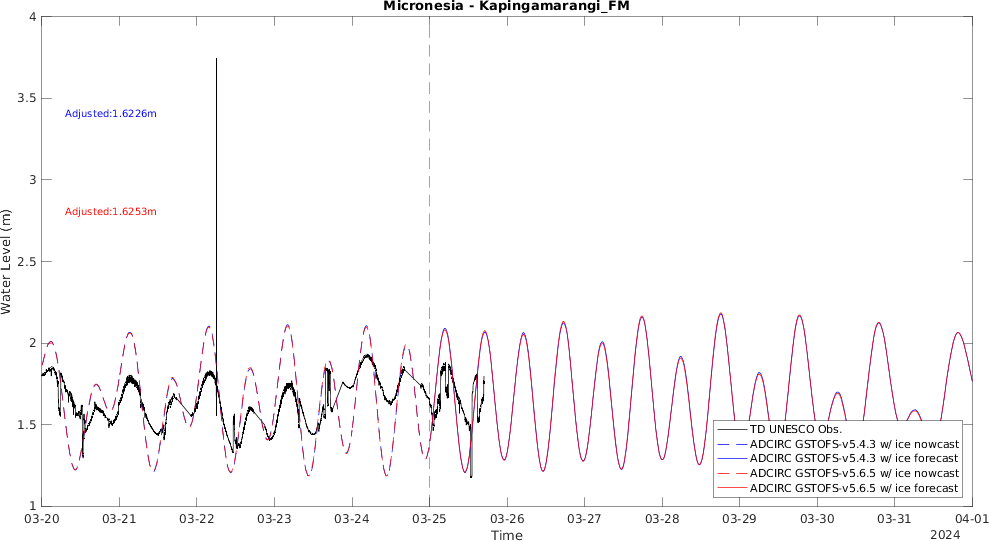 Micronesia - Kapingamarangi_FM
4
3.5
3
2.5
2
1.5
1
Water Level (m)
Adjusted:1.6226m
Adjusted:1.6253m
TD UNESCO Obs.
ADCIRC GSTOFS-v5.4.3 w/ ice nowcast
ADCIRC GSTOFS-v5.4.3 w/ ice forecast
ADCIRC GSTOFS-v5.6.5 w/ ice nowcast
ADCIRC GSTOFS-v5.6.5 w/ ice forecast
03-20 03-21 03-22 03-23 03-24 03-25 03-26 03-27 03-28 03-29 03-30 03-31 04-01
Time
2024